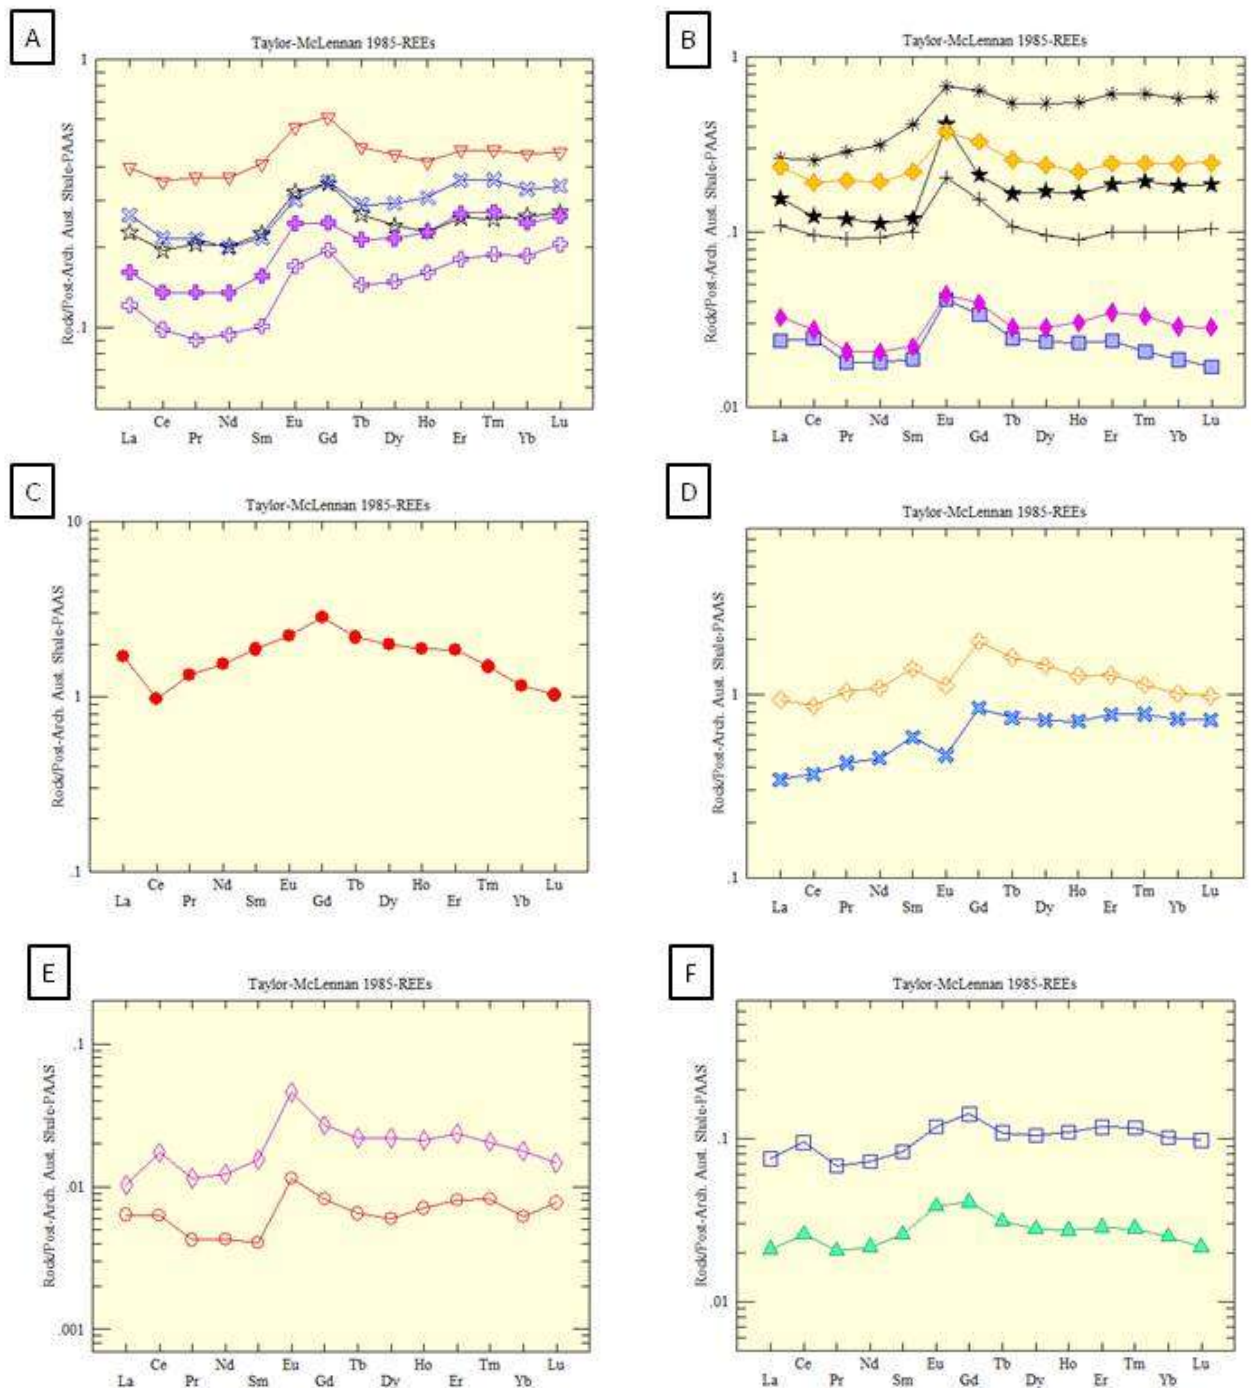 A
Taylor-McLennan 1985-REEs
1
.1
Rock/Post-Arch. Aust. Shale-PAAS
La Ce Pr Nd Sm Eu Gd Tb Dy Ho Er Tm Yb Lu
B
Taylor-McLennan 1985-REEs
1
.1
.01
Rock/Post-Arch. Aust. Shale-PAAS
La Ce Pr Nd Sm Eu Gd Tb Dy Ho Er Tm Yb Lu
C
Taylor-McLennan 1985-REEs
10
1
.1
Rock/Post-Arch. Aust. Shale-PAAS
La Ce Pr Nd Sm Eu Gd Tb Dy Ho Er Tm Yb Lu
D
Taylor-McLennan 1985-REEs
1
.1
Rock/Post-Arch. Aust. Shale-PAAS
La Ce Pr Nd Sm Eu Gd Tb Dy Ho Er Tm Yb Lu
E
Taylor-McLennan 1985-REEs
.1
.01
.001
Rock/Post-Arch. Aust. Shale-PAAS
La Ce Pr Nd Sm Eu Gd Tb Dy Ho Er Tm Yb Lu
F
Taylor-McLennan 1985-REEs
.1
.01
Rock/Post-Arch. Aust. Shale-PAAS
La Ce Pr Nd Sm Eu Gd Tb Dy Ho Er Tm Yb Lu